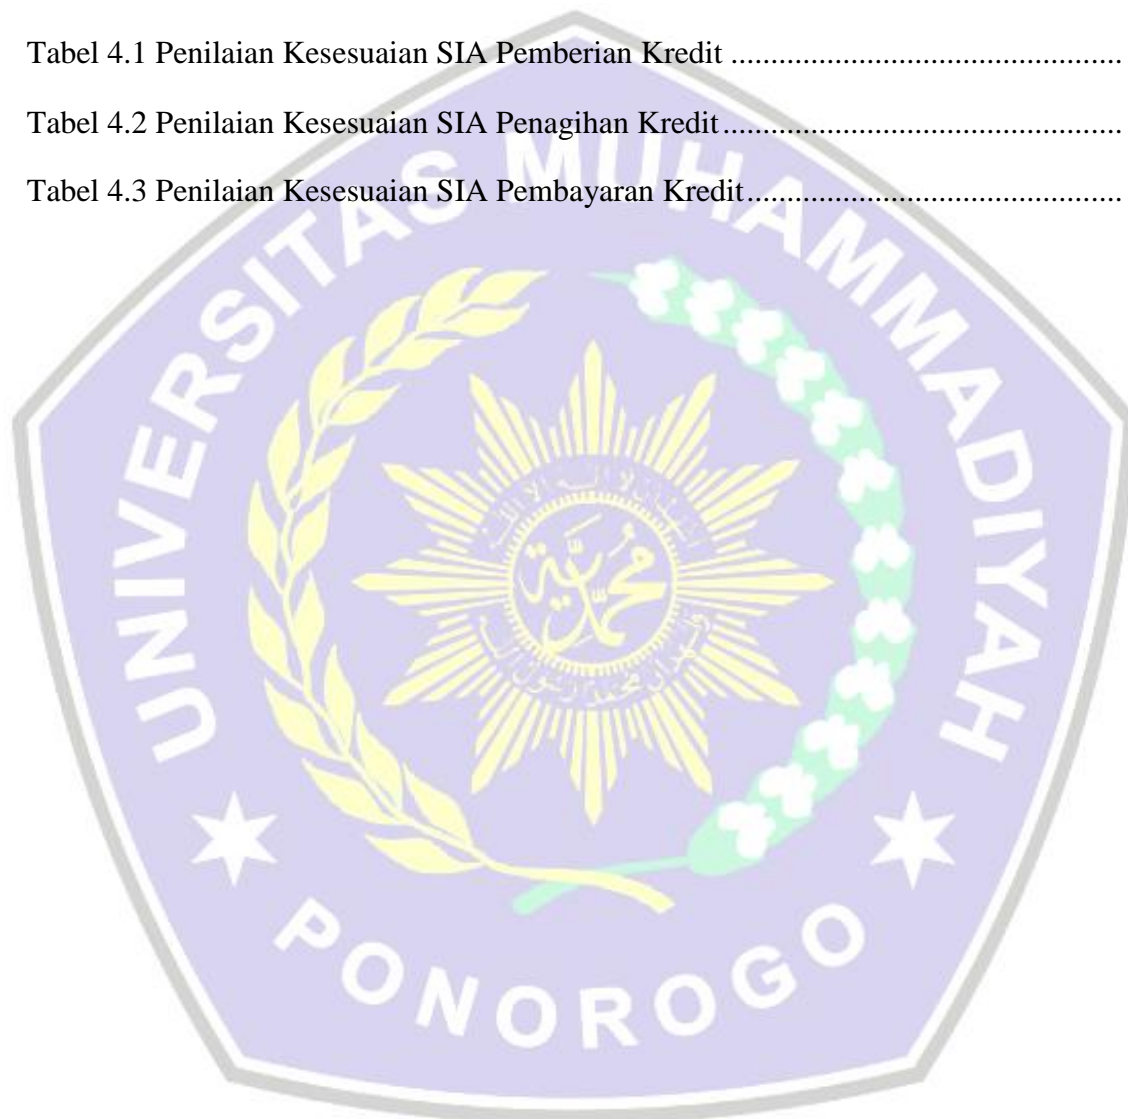 Tabel 4.1 Penilaian Kesesuaian SIA Pemberian Kredit ................................................
Tabel 4.2 Penilaian Kesesuaian SIA Penagihan Kredit .................................................
Tabel 4.3 Penilaian Kesesuaian SIA Pembayaran Kredit ..............................................
UNIVERSITAS MUHAMMADIYAH
PONOROGO
محمدية